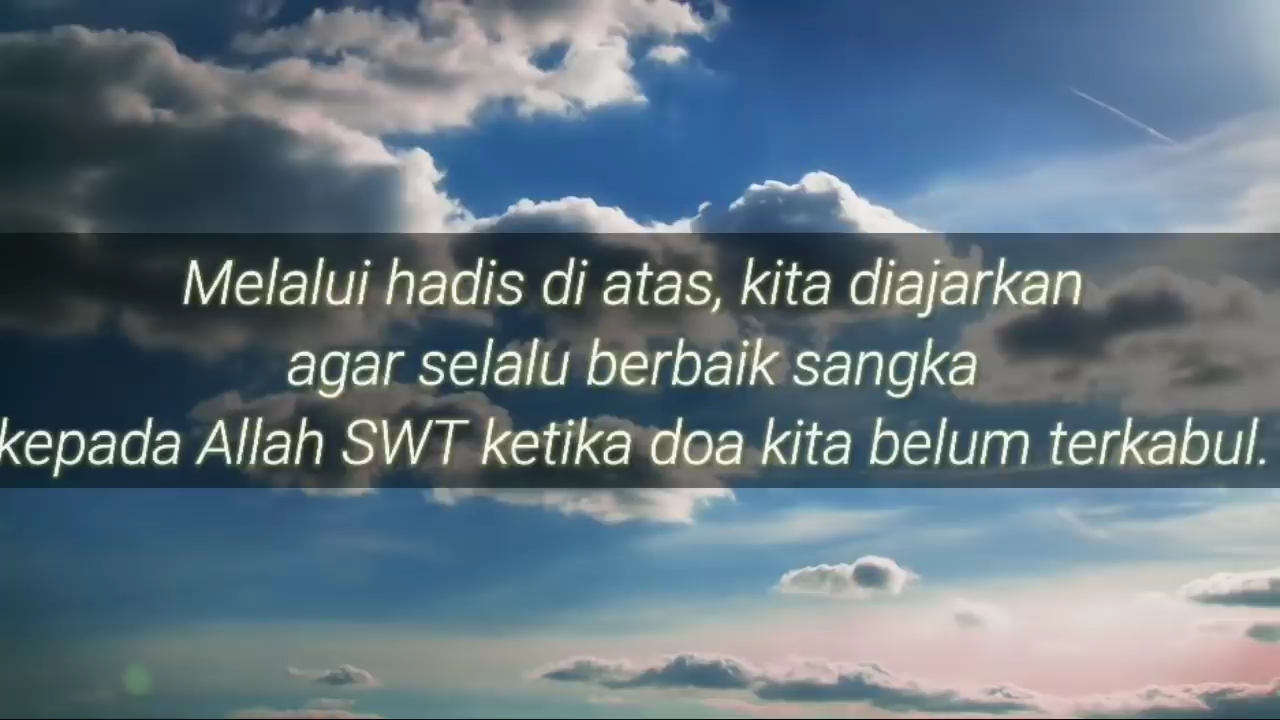 Melalui hadis di atas, kita diajarkan
agar selalu berbaik sangka
kepada Allah SWT ketika doa kita belum terkabul.